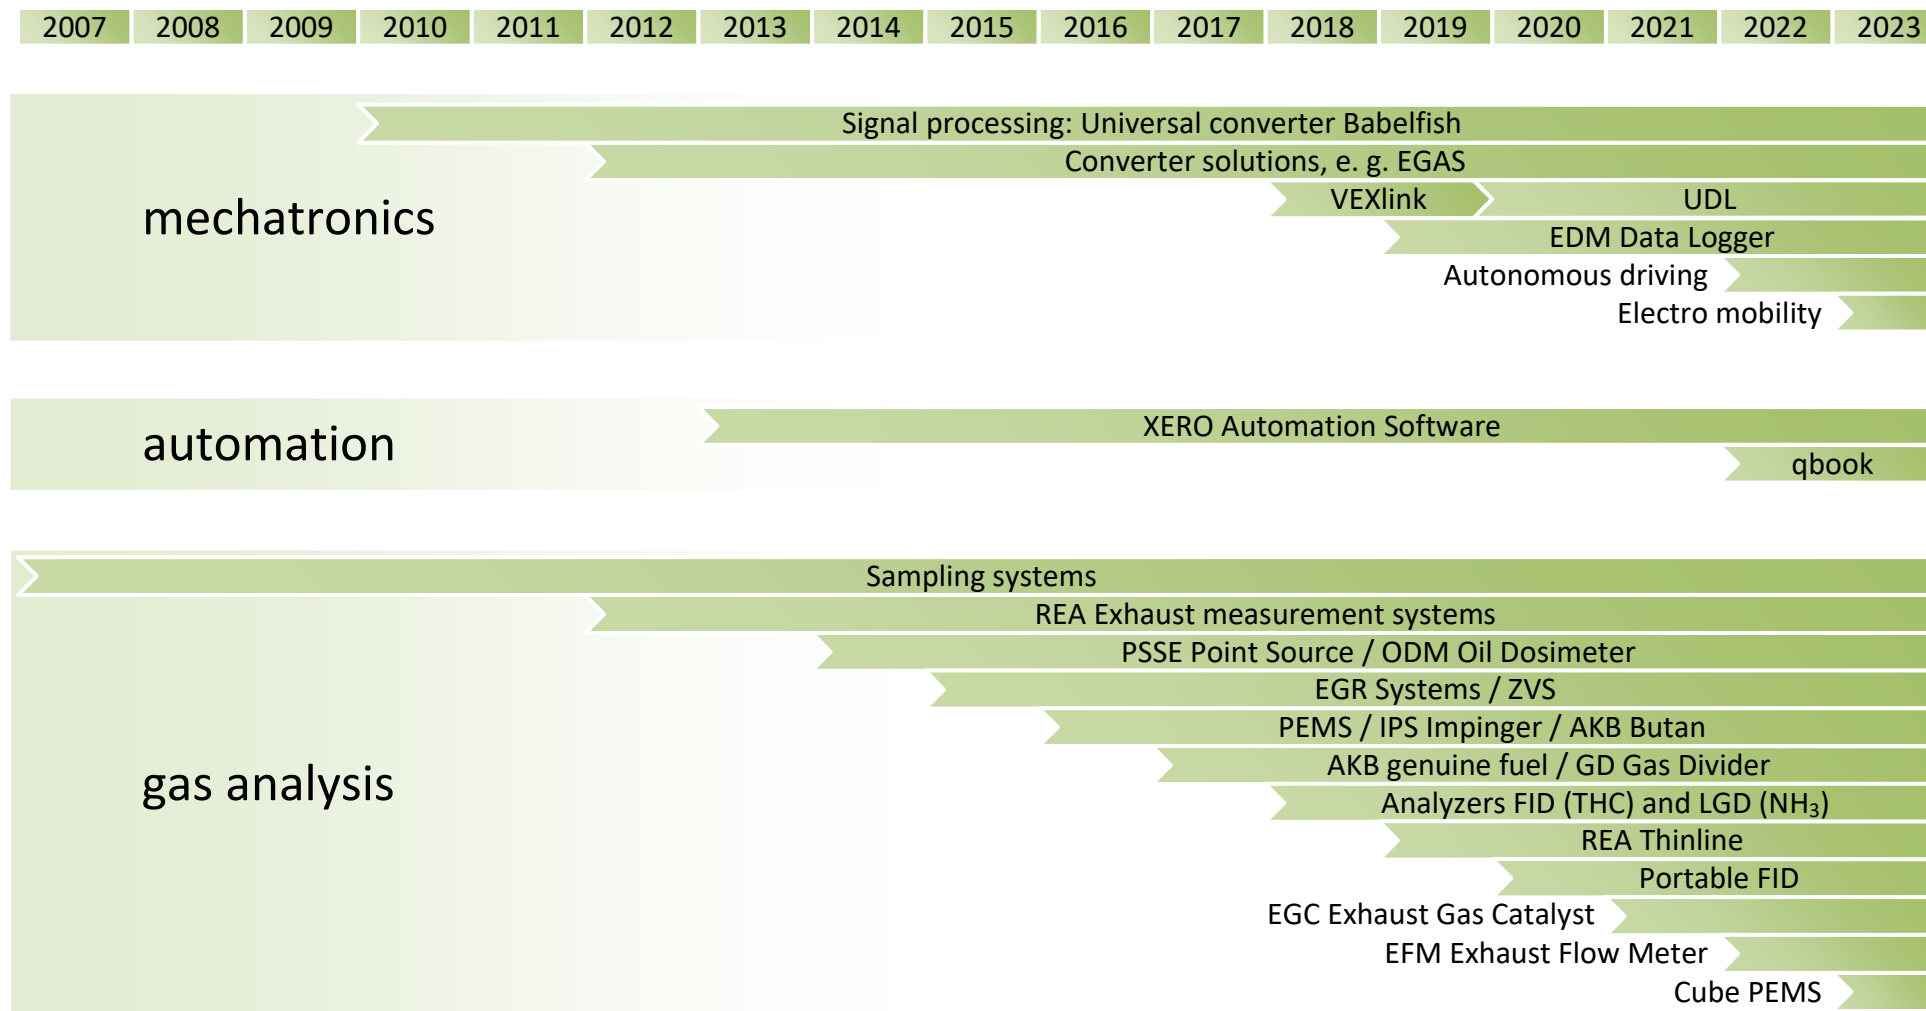 2007 2008 2009 2010 2011 2012 2013 2014 2015 2016 2017 2018 2019 2020 2021 2022 2023
mechatronics
Signal processing: Universal converter Babelfish
Converter solutions, e. g. EGAS
VEXlink UDL
EDM Data Logger
Autonomous driving
Electro mobility
automation
XERO Automation Software
qbook
gas analysis
Sampling systems
REA Exhaust measurement systems
PSSE Point Source / ODM Oil Dosimeter
EGR Systems / ZVS
PEMS / IPS Impinger / AKB Butan
AKB genuine fuel / GD Gas Divider
Analyzers FID (THC) and LGD (NH₃)
REA Thinline
Portable FID
EGC Exhaust Gas Catalyst
EFM Exhaust Flow Meter
Cube PEMS